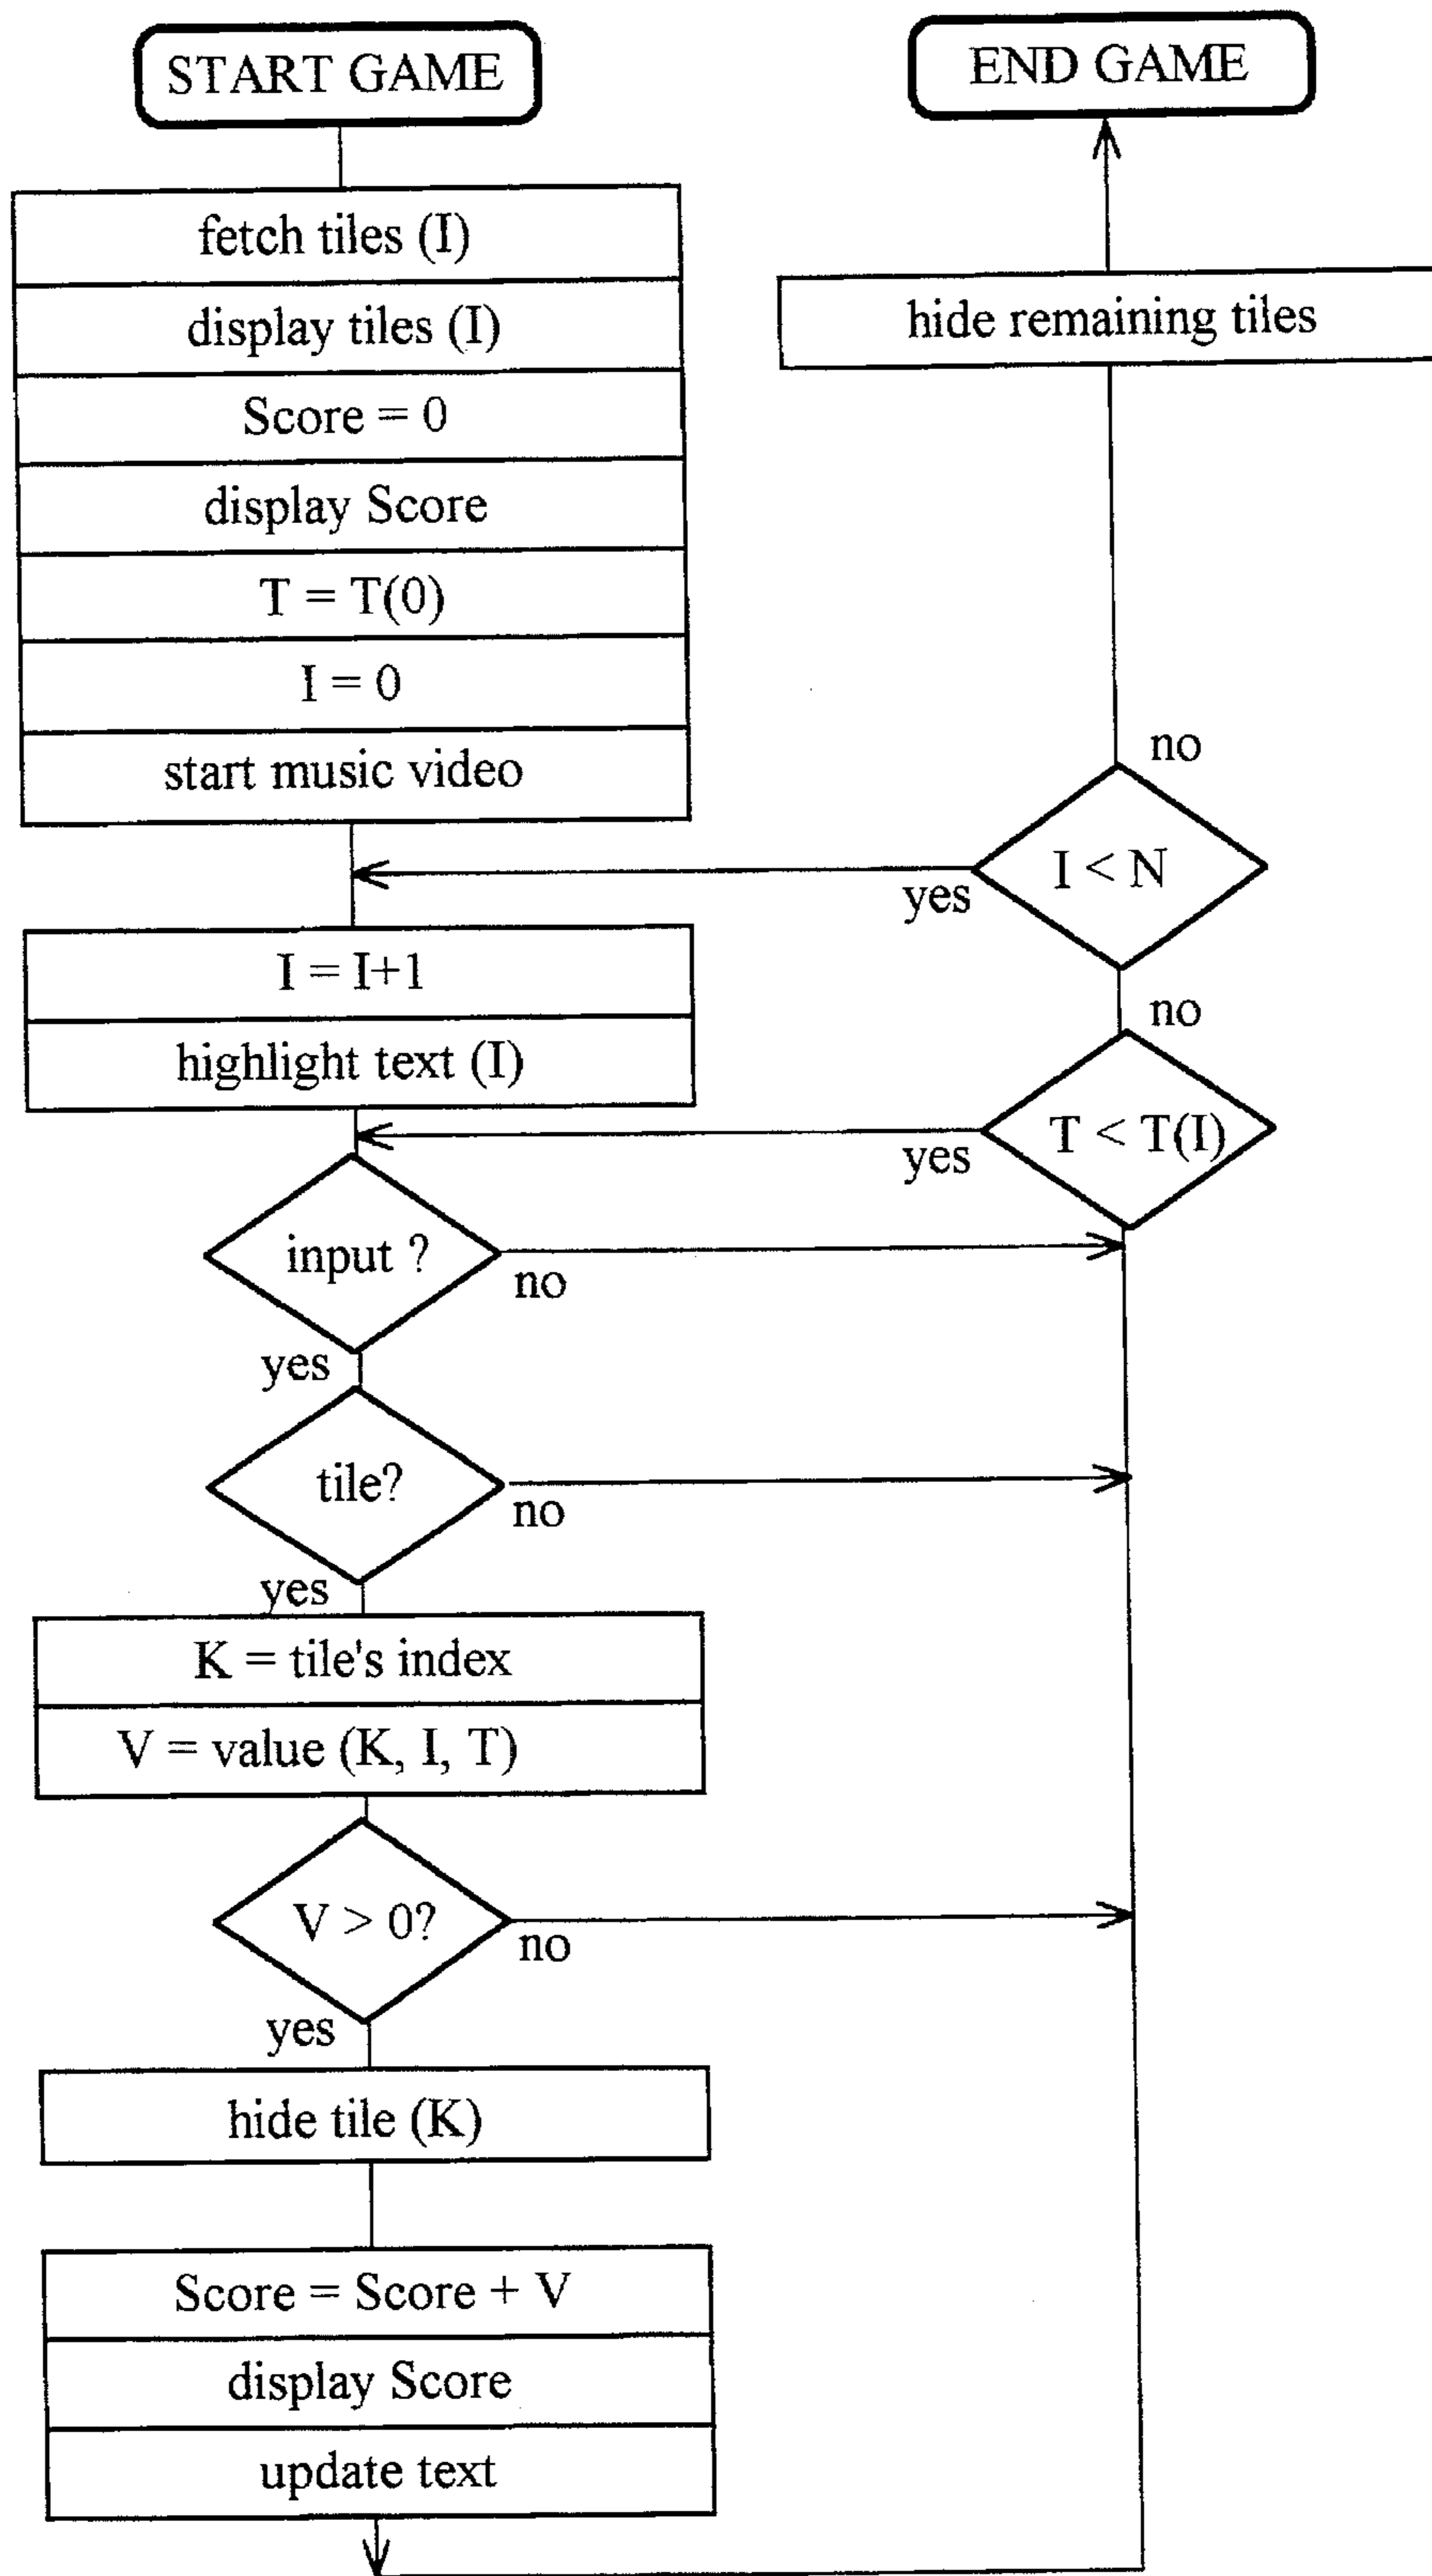 START GAME
fetch tiles (I)
display tiles (I)
Score = 0
display Score
T = T(0)
I = 0
start music video
I = I+1
highlight text (I)
input ?
no
yes
tile?
no
yes
K = tile's index
V = value (K, I, T)
V > 0?
no
yes
hide tile (K)
Score = Score + V
display Score
update text
END GAME
hide remaining tiles
no
I < N
yes
no
T < T(I)
yes